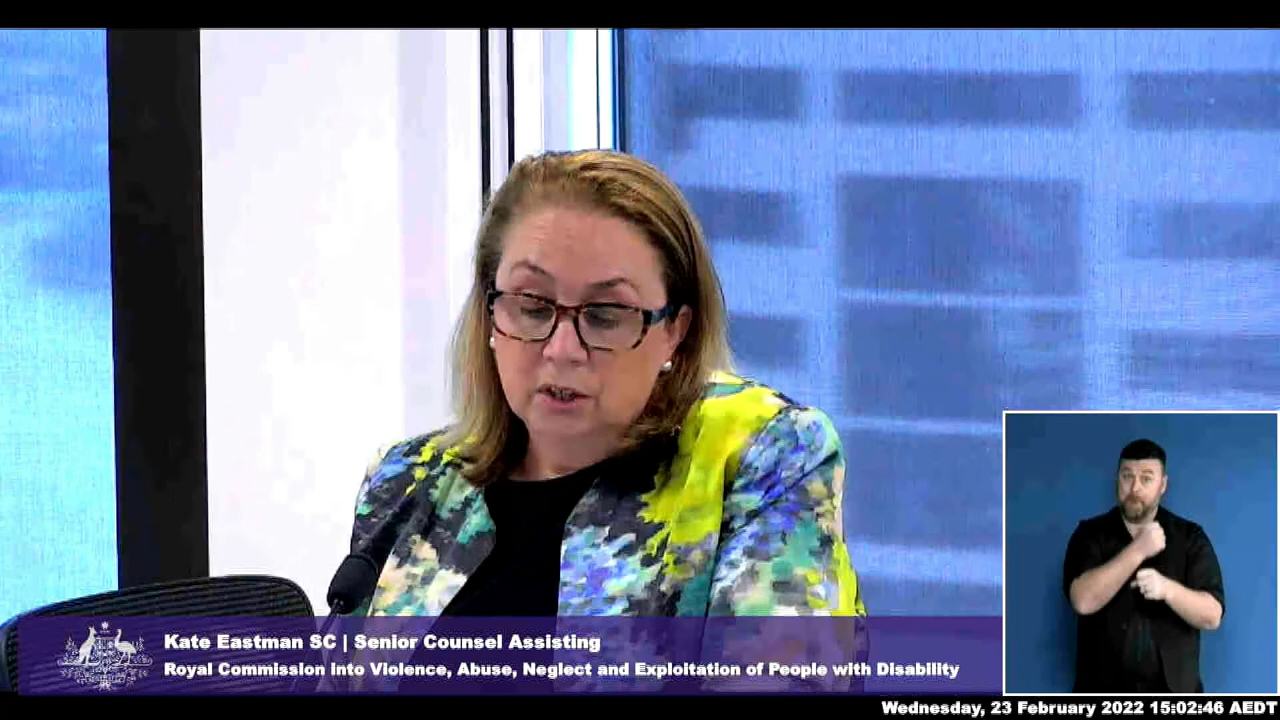 Kate Eastman SC | Senior Counsel Assisting
Royal Commission into Violence, Abuse, Neglect and Exploitation of People with Disability
Wednesday, 23 February 2022 15:02:46 AEDT